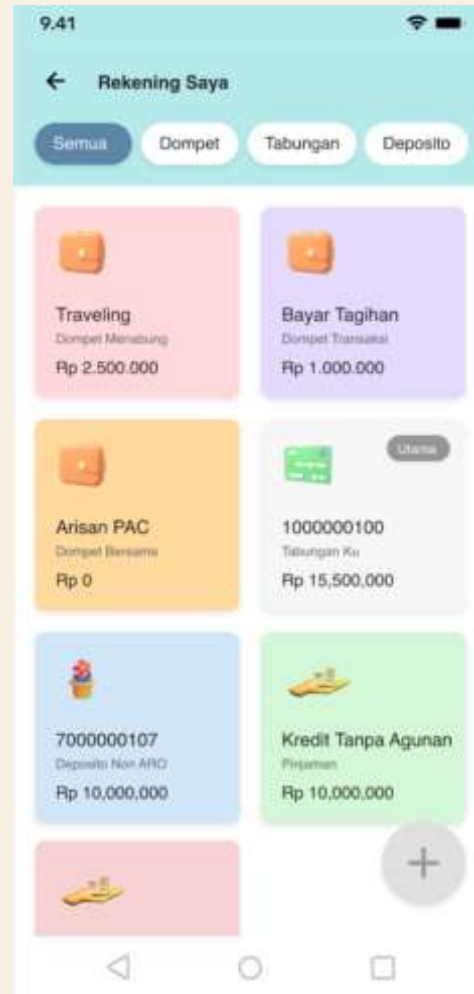 9.41
Rekening Saya
Semua
Dompet
Tabungan
Deposito
Traveling
Dompet Menabung
Rp 2.500.000
Bayar Tagihan
Dompet Transaksi
Rp 1.000.000
Arisan PAC
Dompet Bersama
Rp 0
Utama
1000000100
Tabungan Ku
Rp 15,500,000
7000000107
Deposito Non ARO
Rp 10,000,000
Kredit Tanpa Agunan
Pinjaman
Rp 10,000,000